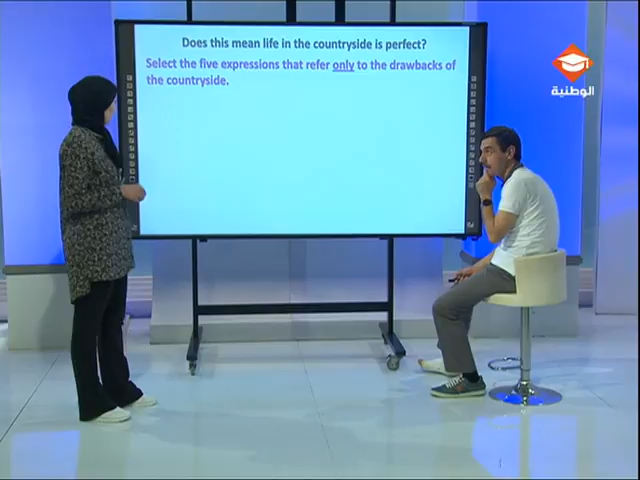 Does this mean life in the countryside is perfect?
Select the five expressions that refer only to the drawbacks of
the countryside.
الوطنية